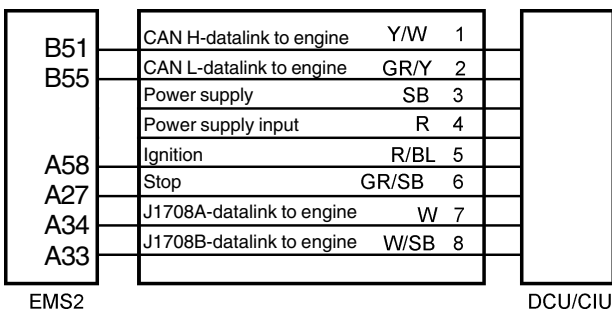 B51 CAN H-datalink to engine Y/W 1
B55 CAN L-datalink to engine GR/Y 2
Power supply SB 3
Power supply input R 4
A58 Ignition R/BL 5
A27 Stop GR/SB 6
A34 J1708A-datalink to engine W 7
A33 J1708B-datalink to engine W/SB 8
EMS2 DCU/CIU